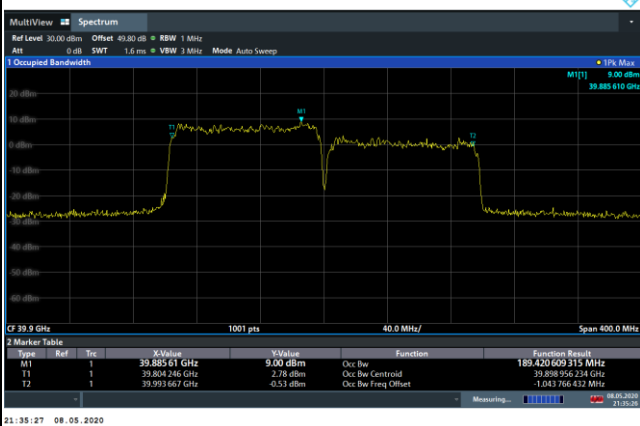 MultiView Spectrum
Ref Level 30.00 dBm Offset 49.80 dB RBW 1 MHz
Att 0 dB SWT 1.6 ms VBW 3 MHz Mode Auto Sweep
1 Occupied Bandwidth 1Pk Max
M1[1] 9.00 dBm
39.885 610 GHz
20 dBm
M1
10 dBm
T1
T2
0 dBm
-10 dBm
-20 dBm
-30 dBm
-40 dBm
-50 dBm
-60 dBm
CF 39.9 GHz 1001 pts 40.0 MHz/ Span 400.0 MHz
2 Marker Table
Type Ref Trc X-Value Y-Value Function Function Result
M1 1 39.885 61 GHz 9.00 dBm Occ Bw 189.420 609 315 MHz
T1 1 39.804 246 GHz 2.78 dBm Occ Bw Centroid 39.898 956 234 GHz
T2 1 39.993 667 GHz -0.53 dBm Occ Bw Freq Offset -1.043 766 432 MHz
Measuring... 08.05.2020
21:35:26
21:35:27 08.05.2020